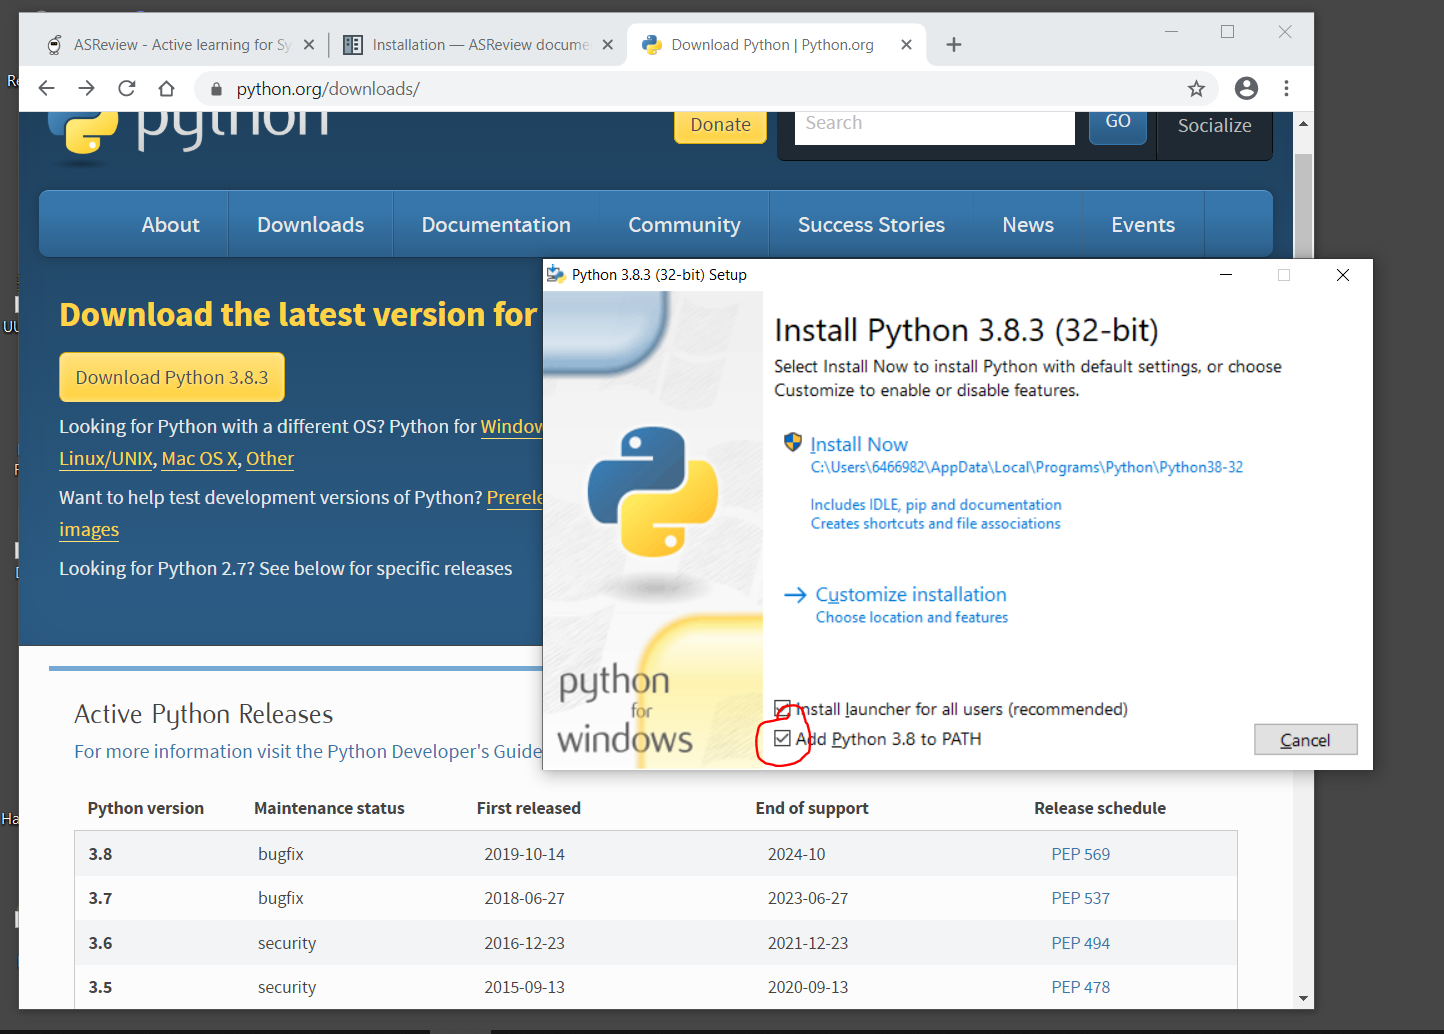 ASReview - Active learning for Sy
Installation — ASReview docume
Download Python | Python.org
python.org/downloads/
python
Donate
Search
GO
Socialize
About
Downloads
Documentation
Community
Success Stories
News
Events
Download the latest version for
Download Python 3.8.3
Looking for Python with a different OS? Python for Window
Linux/UNIX, Mac OS X, Other
Want to help test development versions of Python? Prerele
images
Looking for Python 2.7? See below for specific releases
Python 3.8.3 (32-bit) Setup
Install Python 3.8.3 (32-bit)
Select Install Now to install Python with default settings, or choose
Customize to enable or disable features.
Install Now
C:\Users\6466982\AppData\Local\Programs\Python\Python38-32
Includes IDLE, pip and documentation
Creates shortcuts and file associations
Customize installation
Choose location and features
python
for
windows
Install launcher for all users (recommended)
Add Python 3.8 to PATH
Cancel
Active Python Releases
For more information visit the Python Developer's Guide
Python version Maintenance status First released End of support Release schedule
3.8 bugfix 2019-10-14 2024-10 PEP 569
3.7 bugfix 2018-06-27 2023-06-27 PEP 537
3.6 security 2016-12-23 2021-12-23 PEP 494
3.5 security 2015-09-13 2020-09-13 PEP 478